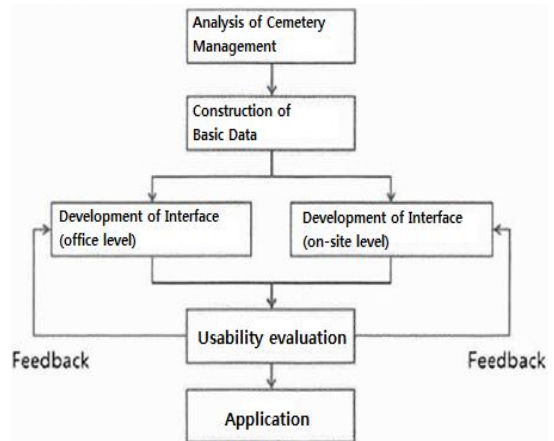 Analysis of Cemetery
Management
Construction of
Basic Data
Development of Interface
(office level)
Development of Interface
(on-site level)
Usability evaluation
Feedback
Feedback
Application